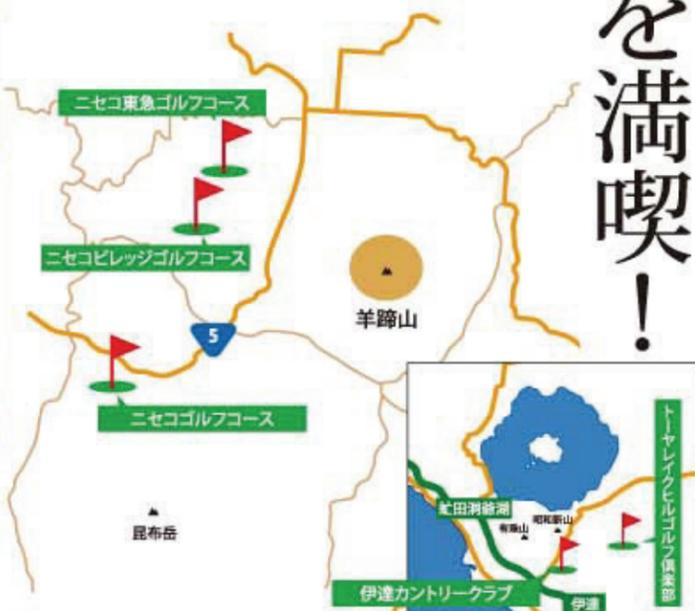 を満喫！
ニセコ東急ゴルフコース
ニセコビレッジゴルフコース
羊蹄山
5
ニセコゴルフコース
昆布岳
トーヤレイクヒルゴルフ倶楽部
虻田洞爺湖
有珠山
昭和新山
伊達カントリークラブ
伊達